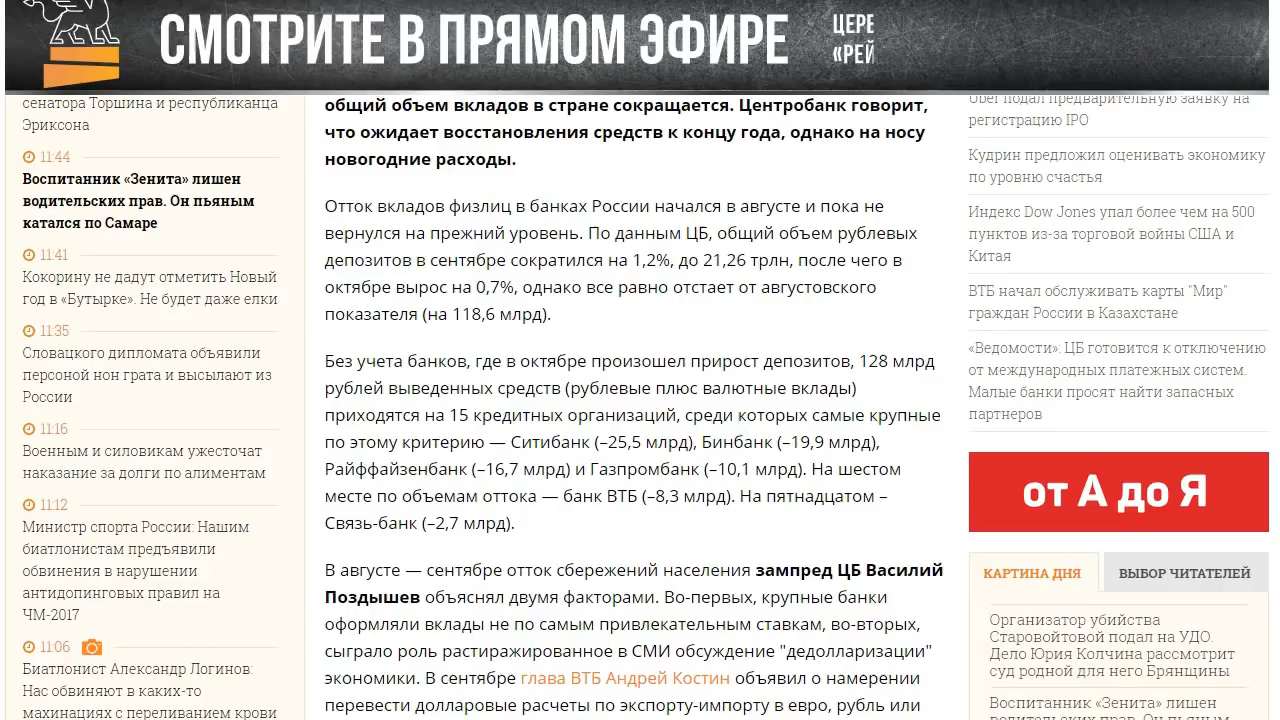 СМОТРИТЕ В ПРЯМОМ ЭФИРЕ
ЦЕРЕ
«РЕЙ
сенатора Торшина и республиканца
Эриксона
11:44
Воспитанник «Зенита» лишен
водительских прав. Он пьяным
катался по Самаре
11:41
Кокорину не дадут отметить Новый
год в «Бутырке». Не будет даже елки
11:35
Словацкого дипломата объявили
персоной нон грата и высылают из
России
11:16
Военным и силовикам ужесточат
наказание за долги по алиментам
11:12
Министр спорта России: Нашим
биатлонистам предъявили
обвинения в нарушении
антидопинговых правил на
ЧМ-2017
11:06
Биатлонист Александр Логинов:
Нас обвиняют в каких-то
махинациях с переливанием крови
общий объем вкладов в стране сокращается. Центробанк говорит,
что ожидает восстановления средств к концу года, однако на носу
новогодние расходы.
Отток вкладов физлиц в банках России начался в августе и пока не
вернулся на прежний уровень. По данным ЦБ, общий объем рублевых
депозитов в сентябре сократился на 1,2%, до 21,26 трлн, после чего в
октябре вырос на 0,7%, однако все равно отстает от августовского
показателя (на 118,6 млрд).
Без учета банков, где в октябре произошел прирост депозитов, 128 млрд
рублей выведенных средств (рублевые плюс валютные вклады)
приходятся на 15 кредитных организаций, среди которых самые крупные
по этому критерию — Ситибанк (–25,5 млрд), Бинбанк (–19,9 млрд),
Райффайзенбанк (–16,7 млрд) и Газпромбанк (–10,1 млрд). На шестом
месте по объемам оттока — банк ВТБ (–8,3 млрд). На пятнадцатом –
Связь-банк (–2,7 млрд).
В августе — сентябре отток сбережений населения зампред ЦБ Василий
Поздышев объяснял двумя факторами. Во-первых, крупные банки
оформляли вклады не по самым привлекательным ставкам, во-вторых,
сыграло роль растиражированное в СМИ обсуждение "дедолларизации"
экономики. В сентябре глава ВТБ Андрей Костин объявил о намерении
перевести долларовые расчеты по экспорту-импорту в евро, рубль или
Uber подал предварительную заявку на
регистрацию IPO
Кудрин предложил оценивать экономику
по уровню счастья
Индекс Dow Jones упал более чем на 500
пунктов из-за торговой войны США и
Китая
ВТБ начал обслуживать карты "Мир"
граждан России в Казахстане
«Ведомости»: ЦБ готовится к отключению
от международных платежных систем.
Малые банки просят найти запасных
партнеров
от А до Я
КАРТИНА ДНЯ
ВЫБОР ЧИТАТЕЛЕЙ
Организатор убийства
Старовойтовой подал на УДО.
Дело Юрия Колчина рассмотрит
суд родной для него Брянщины
Воспитанник «Зенита» лишен
водительских прав. Он пьяным